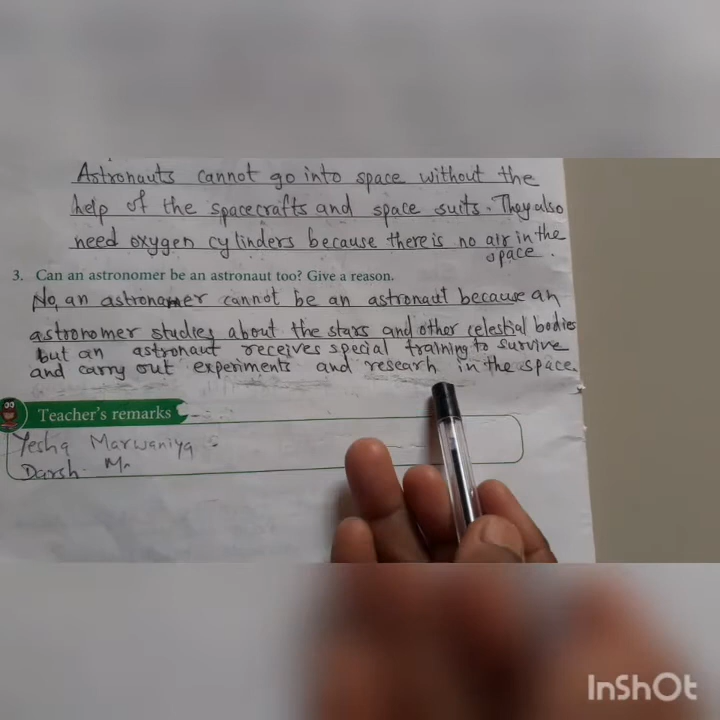 Astronauts cannot go into space without the
help of the spacecrafts and space suits. They also
need oxygen cylinders because there is no air in the
space.
3. Can an astronomer be an astronaut too? Give a reason.
No, an astronamer cannot be an astronaut because an
astronomer studies about the stars and other celestial bodies
but an astronaut receives special training to survive
and carry out experiments and researh in the space.
Teacher's remarks
Yesha Marwaniya
Darsh M
InShOt